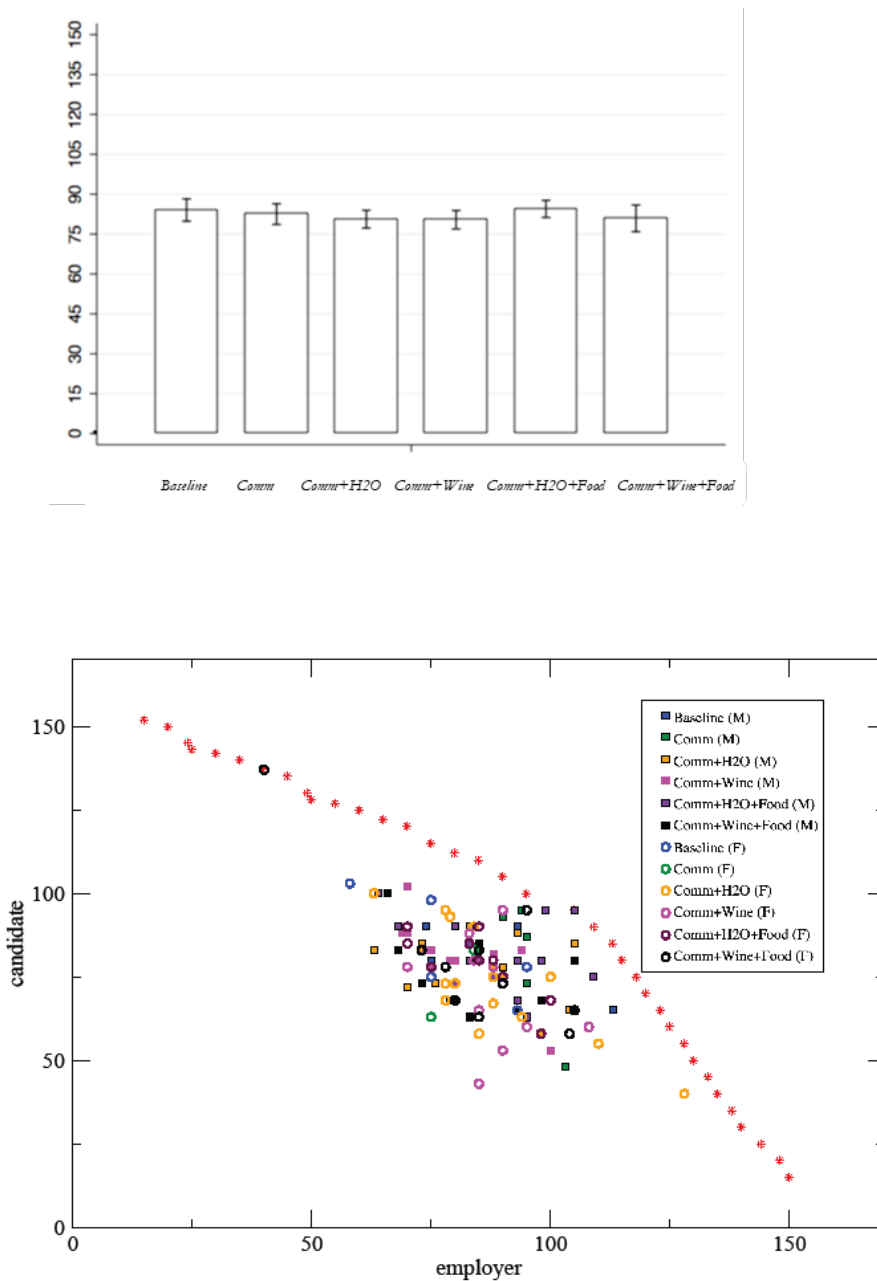 150
135
120
105
90
75
60
45
30
15
0
Baseline Comm Comm+H2O Comm+Wine Comm+H2O+Food Comm+Wine+Food
150
100
50
0
candidate
Baseline (M)
Comm (M)
Comm+H2O (M)
Comm+Wine (M)
Comm+H2O+Food (M)
Comm+Wine+Food (M)
Baseline (F)
Comm (F)
Comm+H2O (F)
Comm+Wine (F)
Comm+H2O+Food (F)
Comm+Wine+Food (F)
0 50 100 150
employer